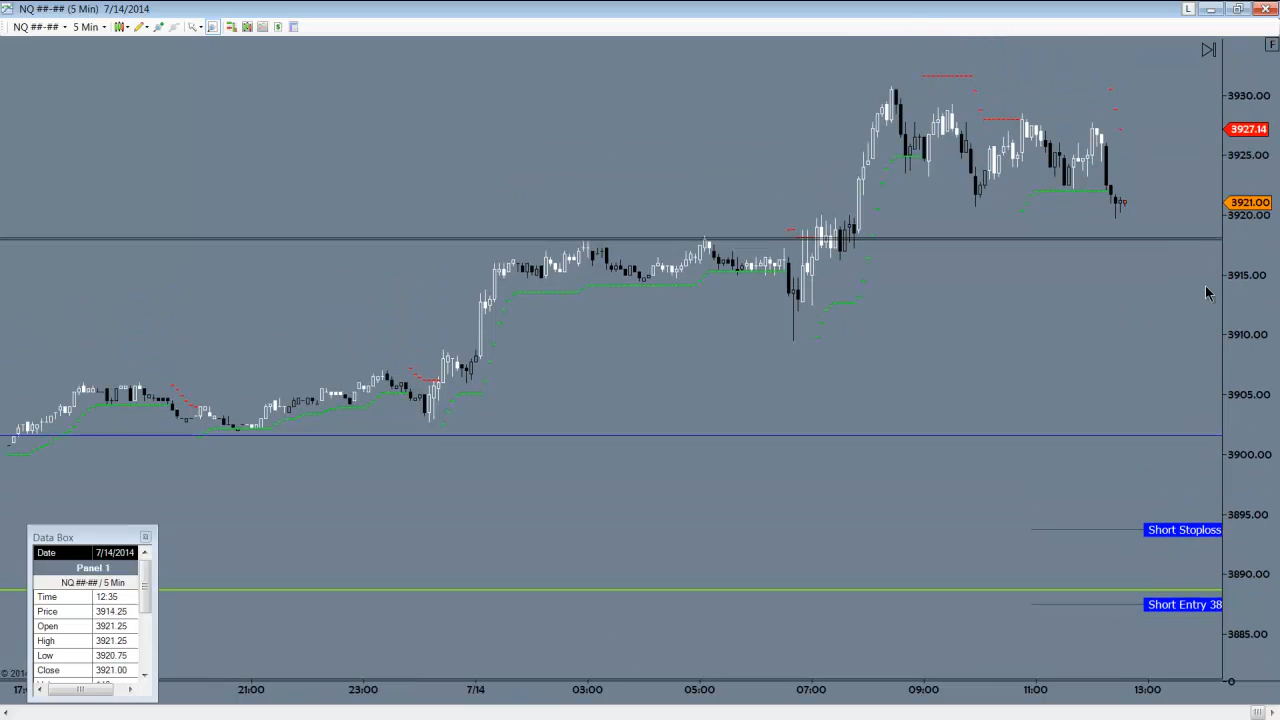 NQ ##-## (5 Min)  7/14/2014
L
NQ ##-## 5 Min
F
3930.00
3927.14
3925.00
3921.00
3920.00
3915.00
3910.00
3905.00
3900.00
3895.00
Short Stoploss
3890.00
Short Entry 38
3885.00
0
Data Box
Date 7/14/2014
Panel 1
NQ ##-## / 5 Min
Time 12:35
Price 3914.25
Open 3921.25
High 3921.25
Low 3920.75
Close 3921.00
© 201
21:00 23:00 7/14 03:00 05:00 07:00 09:00 11:00 13:00